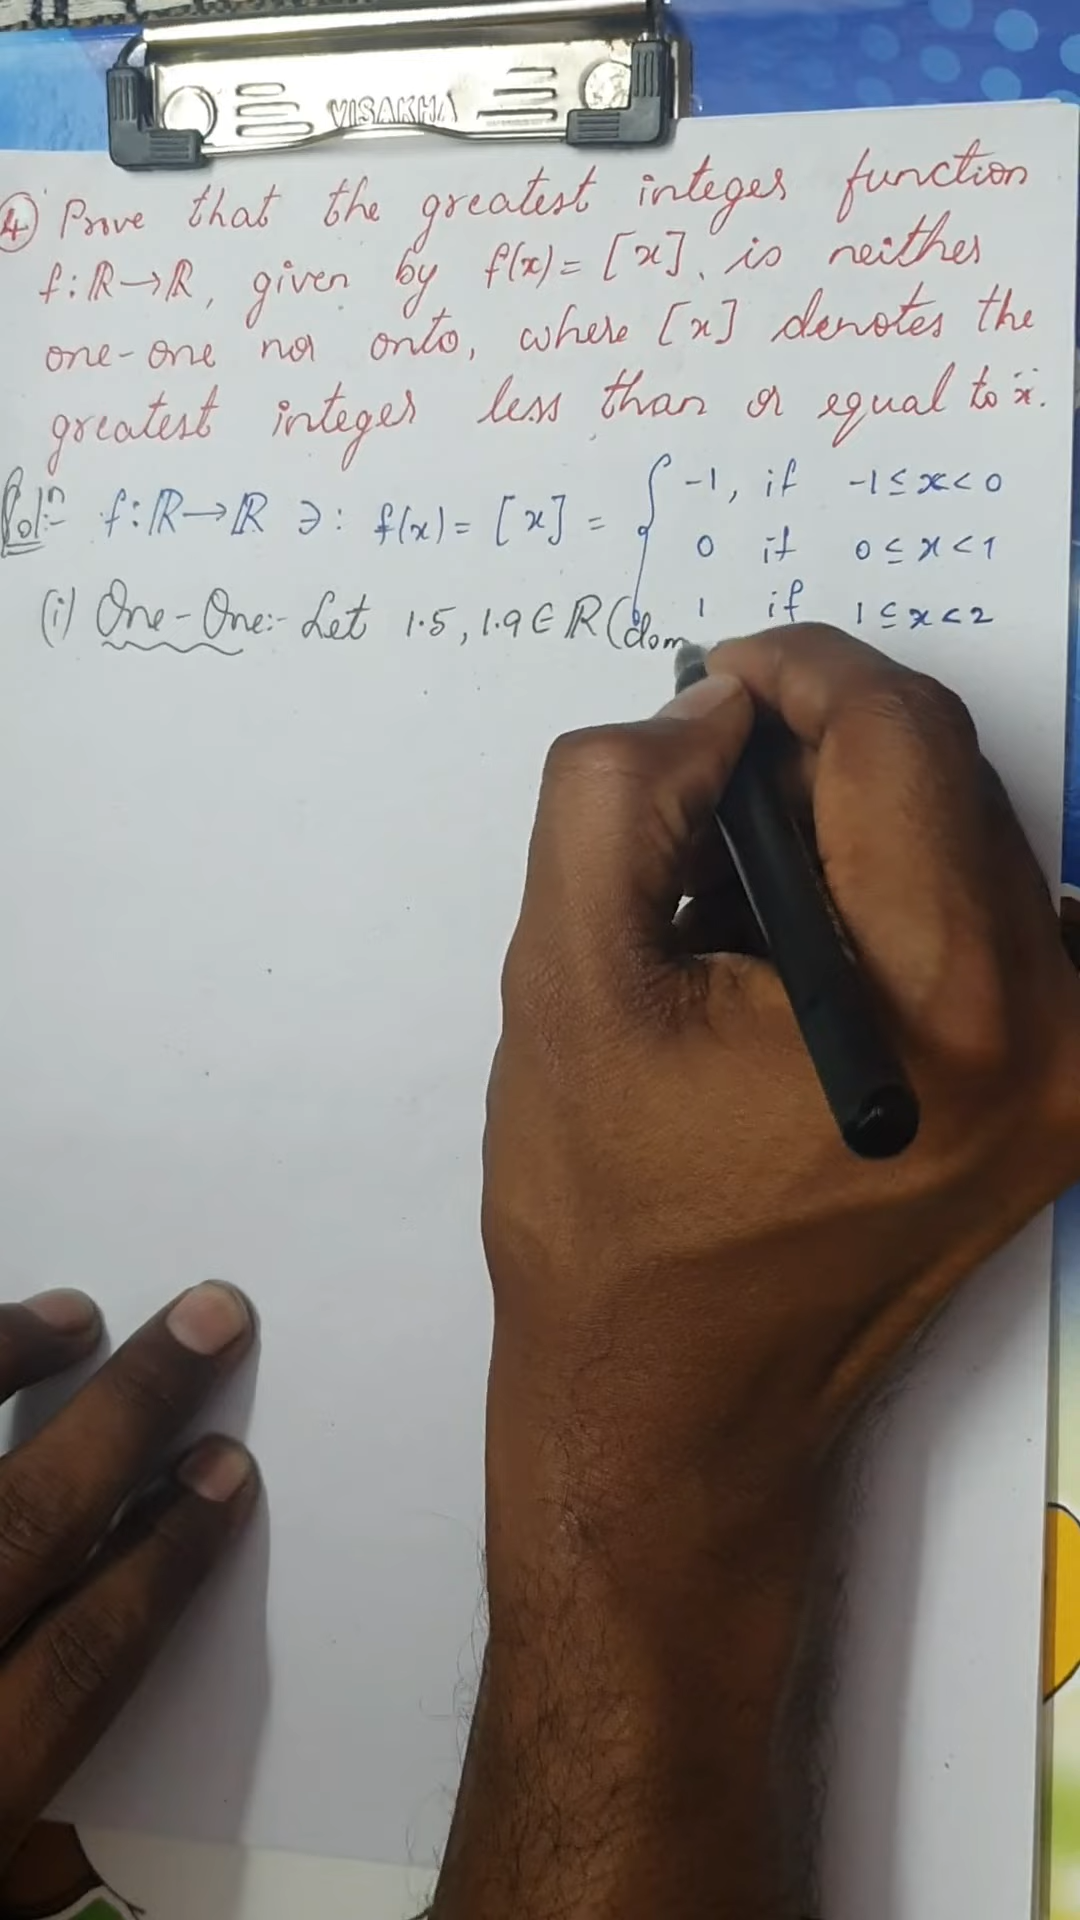 VISAKHA
4 Prove that the greatest integer function
f:ℝ→ℝ, given by f(x)=[x], is neither
one-one nor onto, where [x] denotes the
greatest integer less than or equal to x.
Solⁿ:- f:ℝ→ℝ ∋: f(x)=[x]= { -1, if -1≤x<0
0 if 0≤x<1
1 if 1≤x<2
(i) One-One:- Let 1.5, 1.9∈ℝ(dom